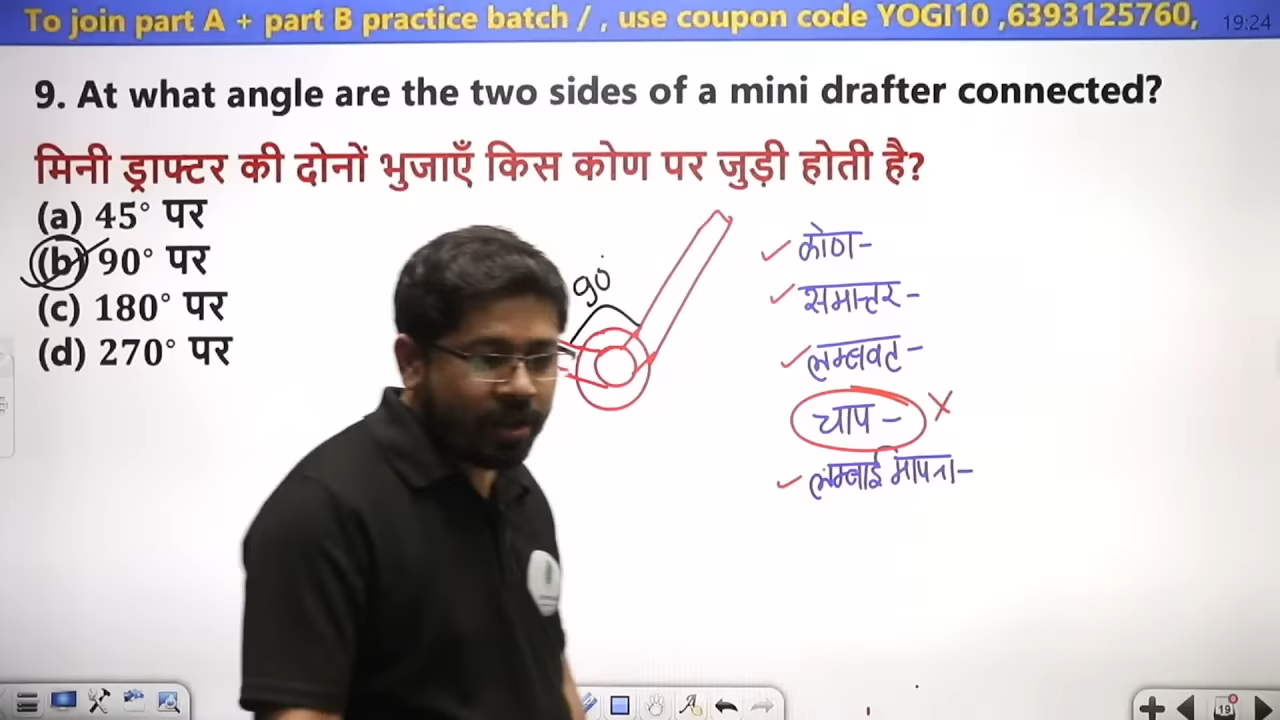 To join part A + part B practice batch / , use coupon code YOGI10 ,6393125760,
19:24
9. At what angle are the two sides of a mini drafter connected?
मिनी ड्राफ्टर की दोनों भुजाएँ किस कोण पर जुड़ी होती है?
(a) 45° पर
(b) 90° पर
(c) 180° पर
(d) 270° पर
90°
कोण-
समान्तर-
लम्बवत-
चाप-
लम्बाई मापना-
19